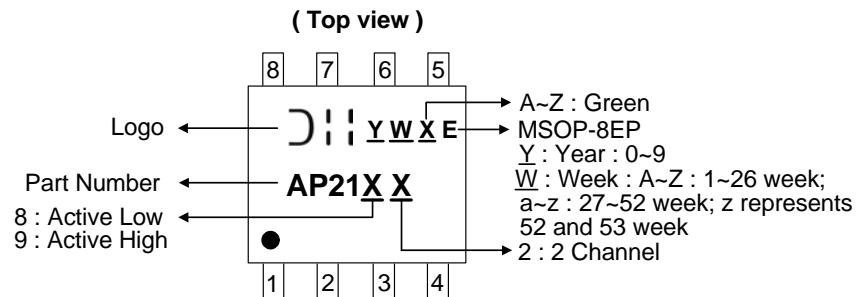 ( Top view )
8 7 6 5
Logo
Y W X E
A~Z : Green
MSOP-8EP
Y : Year : 0~9
W : Week : A~Z : 1~26 week;
a~z : 27~52 week; z represents
52 and 53 week
Part Number
AP21X X
8 : Active Low
9 : Active High
2 : 2 Channel
1 2 3 4